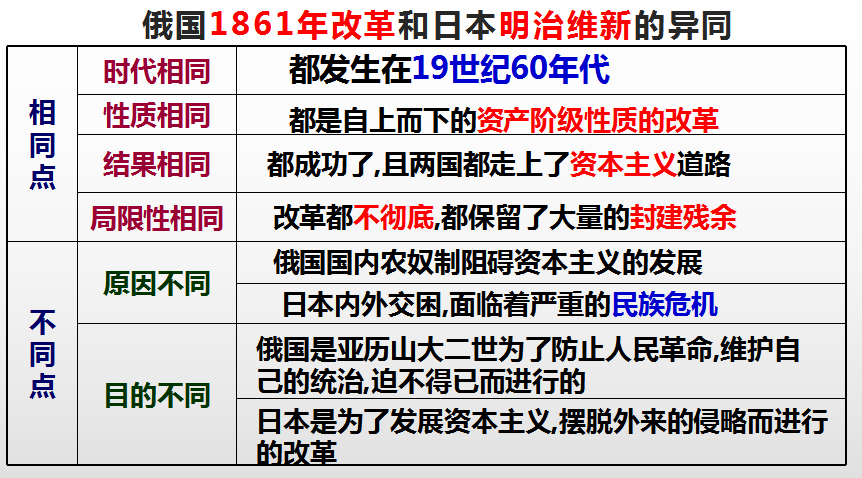 俄国1861年改革和日本明治维新的异同
相同点
时代相同
都发生在19世纪60年代
性质相同
都是自上而下的资产阶级性质的改革
结果相同
都成功了,且两国都走上了资本主义道路
局限性相同
改革都不彻底,都保留了大量的封建残余
不同点
原因不同
俄国国内农奴制阻碍资本主义的发展
日本内外交困,面临着严重的民族危机
目的不同
俄国是亚历山大二世为了防止人民革命,维护自
己的统治,迫不得已而进行的
日本是为了发展资本主义,摆脱外来的侵略而进行
的改革